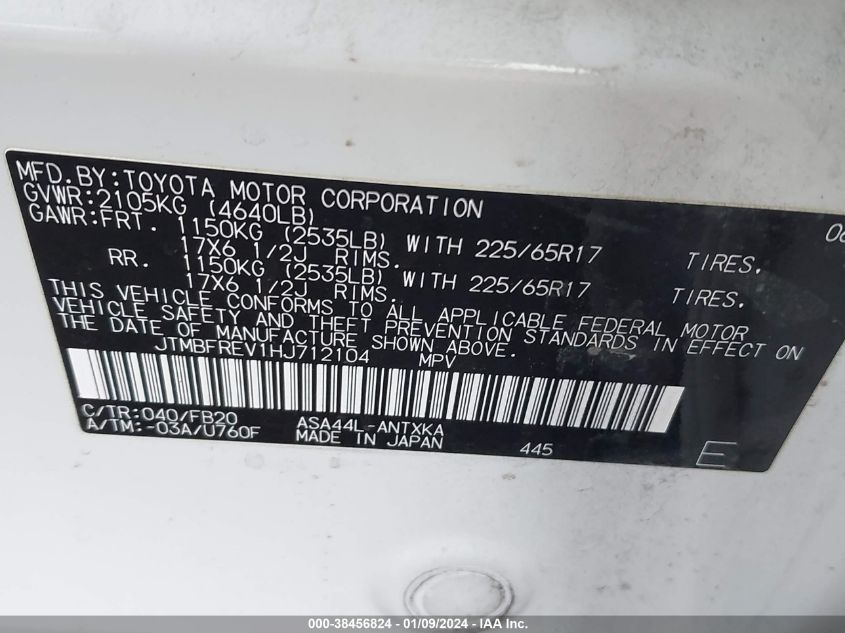 MFD.BY:TOYOTA MOTOR CORPORATION
GVWR:2105KG (4640LB)
GAWR:FRT. 1150KG (2535LB) WITH 225/65R17 TIRES.
17X6 1/2J RIMS.
RR. 1150KG (2535LB) WITH 225/65R17 TIRES.
17X6 1/2J RIMS.
THIS VEHICLE CONFORMS TO ALL APPLICABLE FEDERAL MOTOR
VEHICLE SAFETY AND THEFT PREVENTION STANDARDS IN EFFECT ON
THE DATE OF MANUFACTURE SHOWN ABOVE.
JTMBFREV1HJ712104 MPV
C/TR:040/FB20 ASA44L-ANTXKA
A/TM:-03A/U760F MADE IN JAPAN 445 E
000-38456824 - 01/09/2024 - IAA Inc.